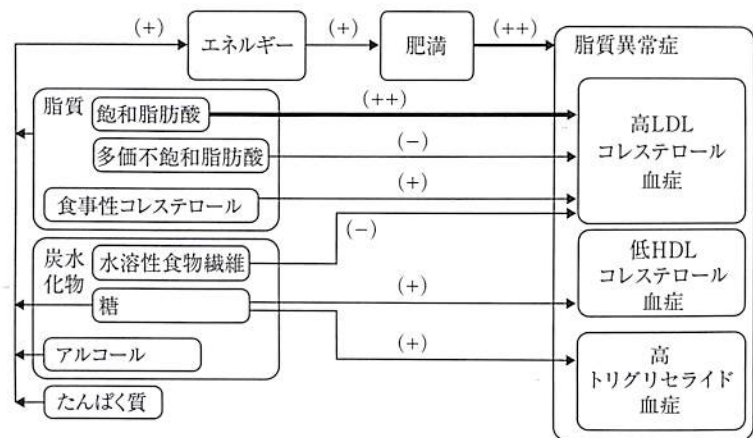 (+)
エネルギー
(+)
肥満
(++)
脂質異常症
脂質
飽和脂肪酸
(++)
多価不飽和脂肪酸
(−)
食事性コレステロール
(+)
高LDL
コレステロール
血症
炭水
化物
水溶性食物繊維
(−)
糖
(+)
(+)
低HDL
コレステロール
血症
アルコール
高
トリグリセライド
血症
たんぱく質